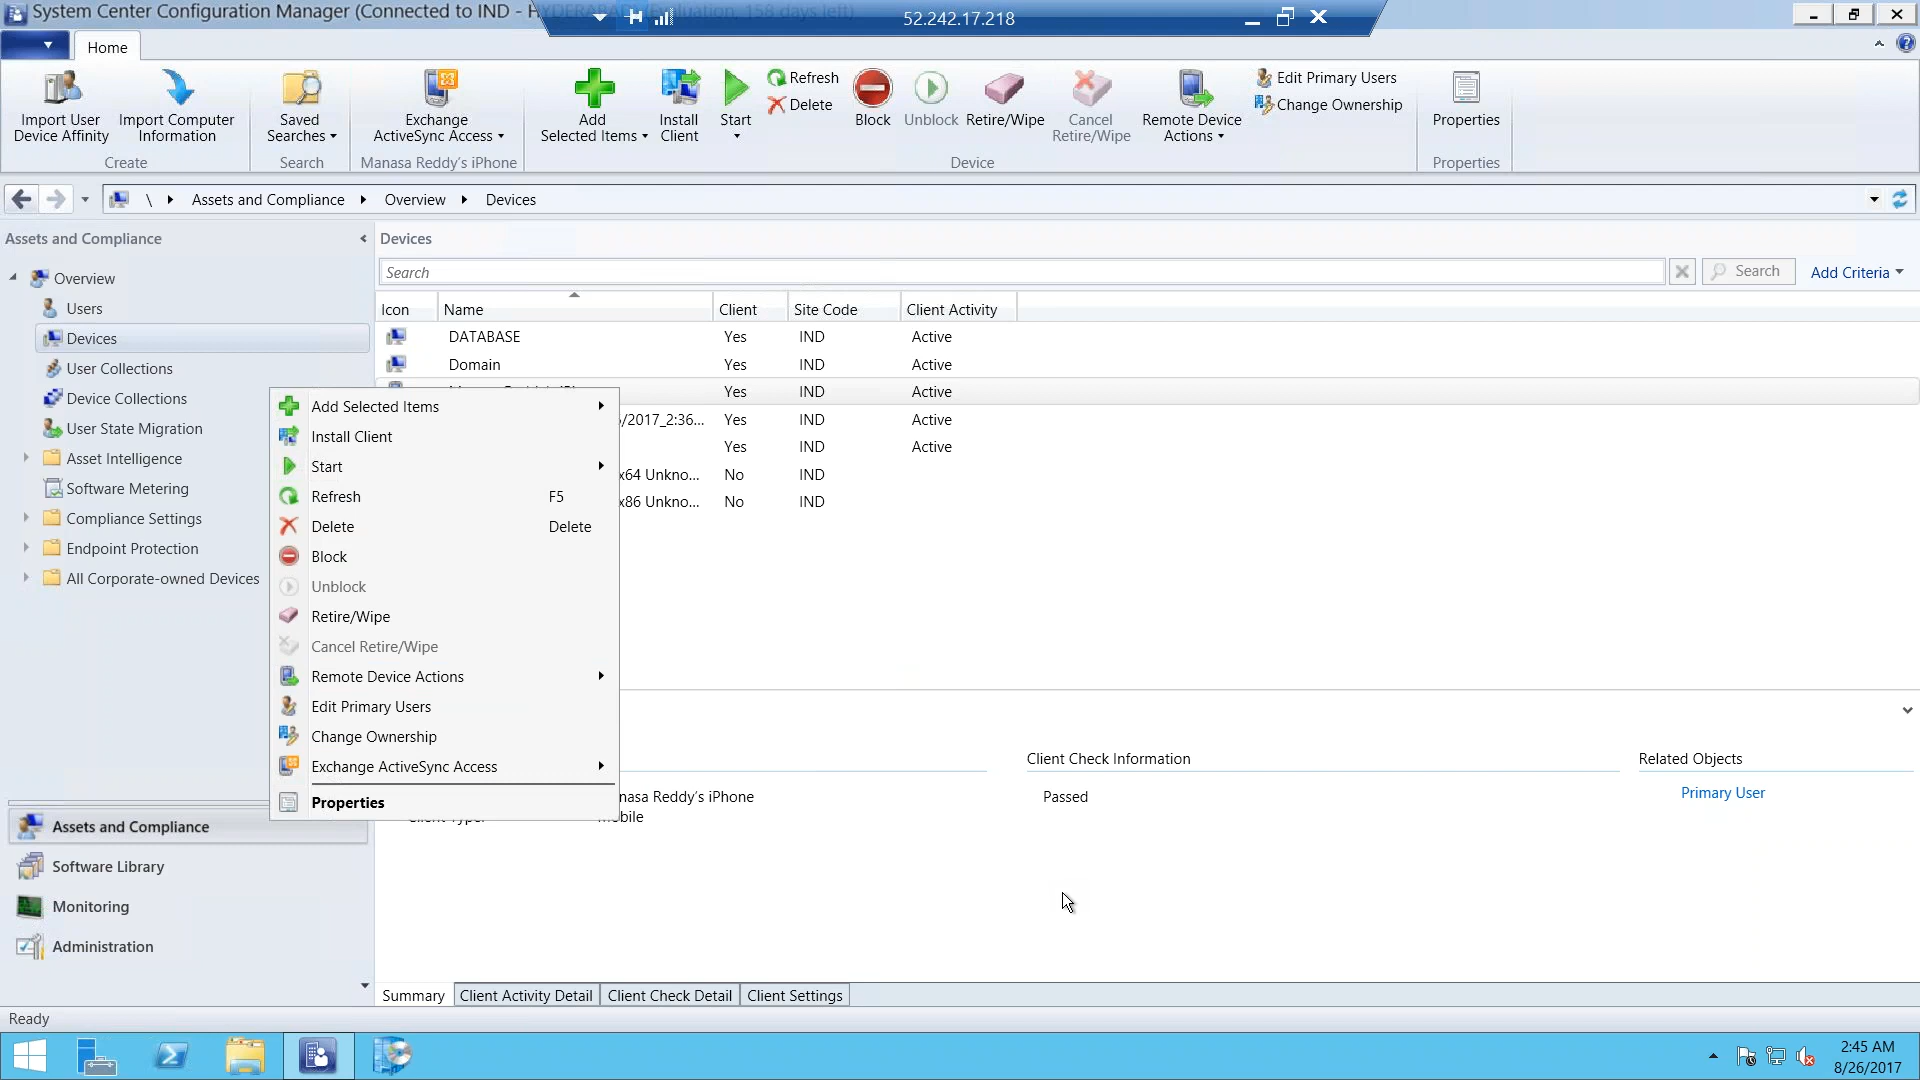 System Center Configuration Manager (Connected to IND - HYDERABAD) (Evaluation, 158 days left)
52.242.17.218
Home
Import User
Device Affinity
Import Computer
Information
Create
Saved
Searches
Search
Exchange
ActiveSync Access
Manasa Reddy's iPhone
Add
Selected Items
Install
Client
Start
Refresh
Delete
Block
Unblock
Retire/Wipe
Cancel
Retire/Wipe
Remote Device
Actions
Edit Primary Users
Change Ownership
Device
Properties
Properties
\ Assets and Compliance Overview Devices
Assets and Compliance
Overview
Users
Devices
User Collections
Device Collections
User State Migration
Asset Intelligence
Software Metering
Compliance Settings
Endpoint Protection
All Corporate-owned Devices
Assets and Compliance
Software Library
Monitoring
Administration
Devices
Search
Search
Add Criteria
Icon Name Client Site Code Client Activity
DATABASE Yes IND Active
Domain Yes IND Active
Yes IND Active
/2017_2:36... Yes IND Active
Yes IND Active
x64 Unkno... No IND
x86 Unkno... No IND
Add Selected Items
Install Client
Start
Refresh F5
Delete Delete
Block
Unblock
Retire/Wipe
Cancel Retire/Wipe
Remote Device Actions
Edit Primary Users
Change Ownership
Exchange ActiveSync Access
Properties
nasa Reddy's iPhone
Client Type: Mobile
Client Check Information
Passed
Related Objects
Primary User
Summary
Client Activity Detail
Client Check Detail
Client Settings
Ready
2:45 AM
8/26/2017